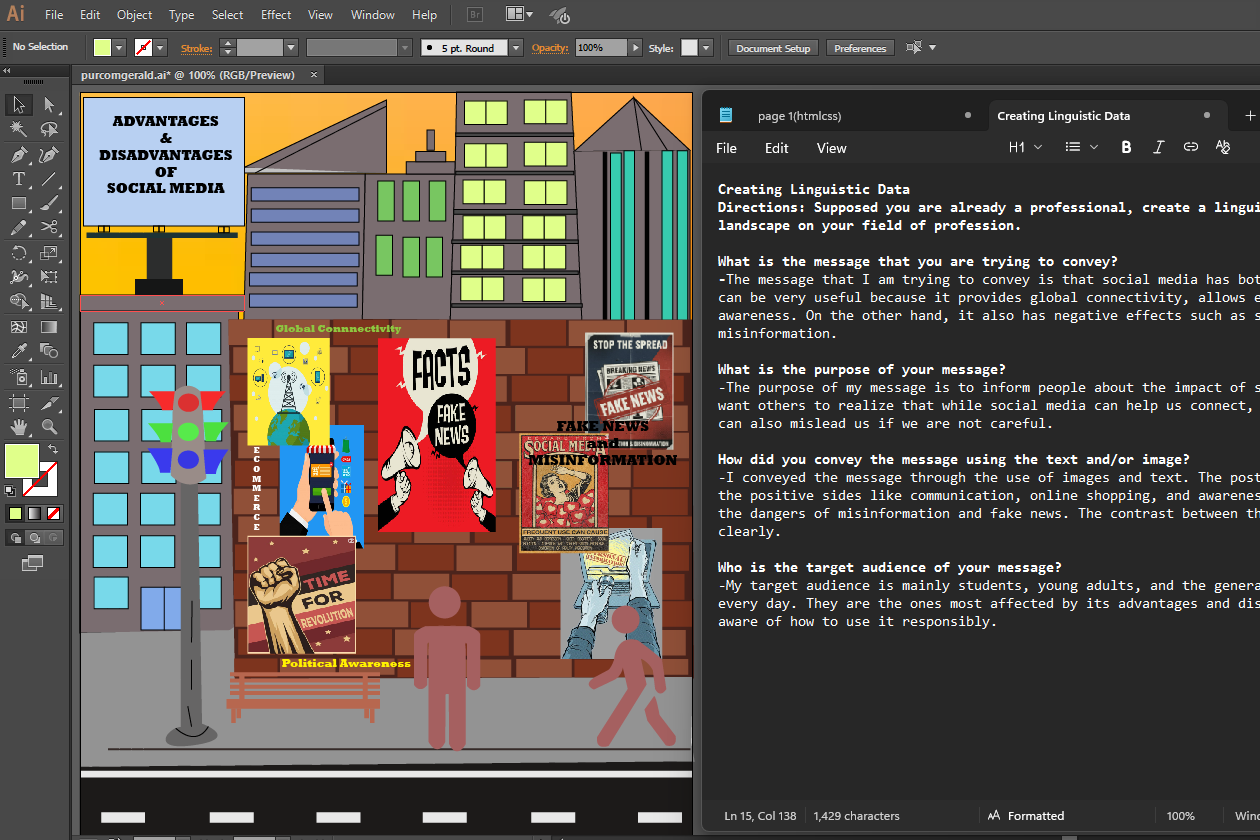 Ai File Edit Object Type Select Effect View Window Help Br
No Selection Stroke: 5 pt. Round Opacity: 100% Style: Document Setup Preferences
purcomgerald.ai* @ 100% (RGB/Preview) ×
ADVANTAGES
&
DISADVANTAGES
OF
SOCIAL MEDIA
Global Connnectivity
FACTS
FAKE
NEWS
STOP THE SPREAD
BREAKING NEWS
FAKE NEWS
FAKE NEWS
and
MISINFORMATION
SOCIAL MEDIA
FREQUENT USE CAN CAUSE
ECOMMERCE
TIME
FOR
REVOLUTION
Political Awareness
page 1(htmlcss)
Creating Linguistic Data
File Edit View H1 B I
Creating Linguistic Data
Directions: Supposed you are already a professional, create a lingui
landscape on your field of profession.
What is the message that you are trying to convey?
-The message that I am trying to convey is that social media has bot
can be very useful because it provides global connectivity, allows e
awareness. On the other hand, it also has negative effects such as s
misinformation.
What is the purpose of your message?
-The purpose of my message is to inform people about the impact of s
want others to realize that while social media can help us connect,
can also mislead us if we are not careful.
How did you convey the message using the text and/or image?
-I conveyed the message through the use of images and text. The post
the positive sides like communication, online shopping, and awarenes
the dangers of misinformation and fake news. The contrast between th
clearly.
Who is the target audience of your message?
-My target audience is mainly students, young adults, and the genera
every day. They are the ones most affected by its advantages and dis
aware of how to use it responsibly.
Ln 15, Col 138 1,429 characters Formatted 100% Win